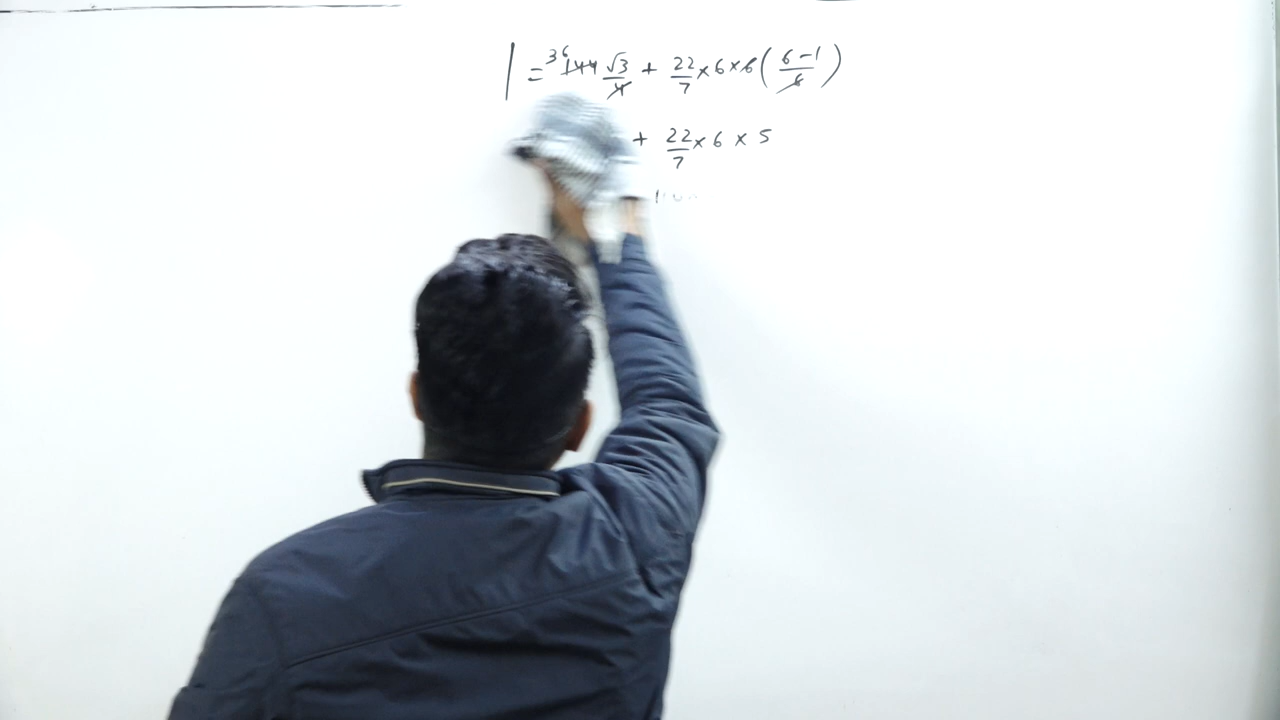 = 36 144 √3/4 + 22/7 × 6 × 6 ( 6 - 1 / 6 )
+ 22/7 × 6 × 5